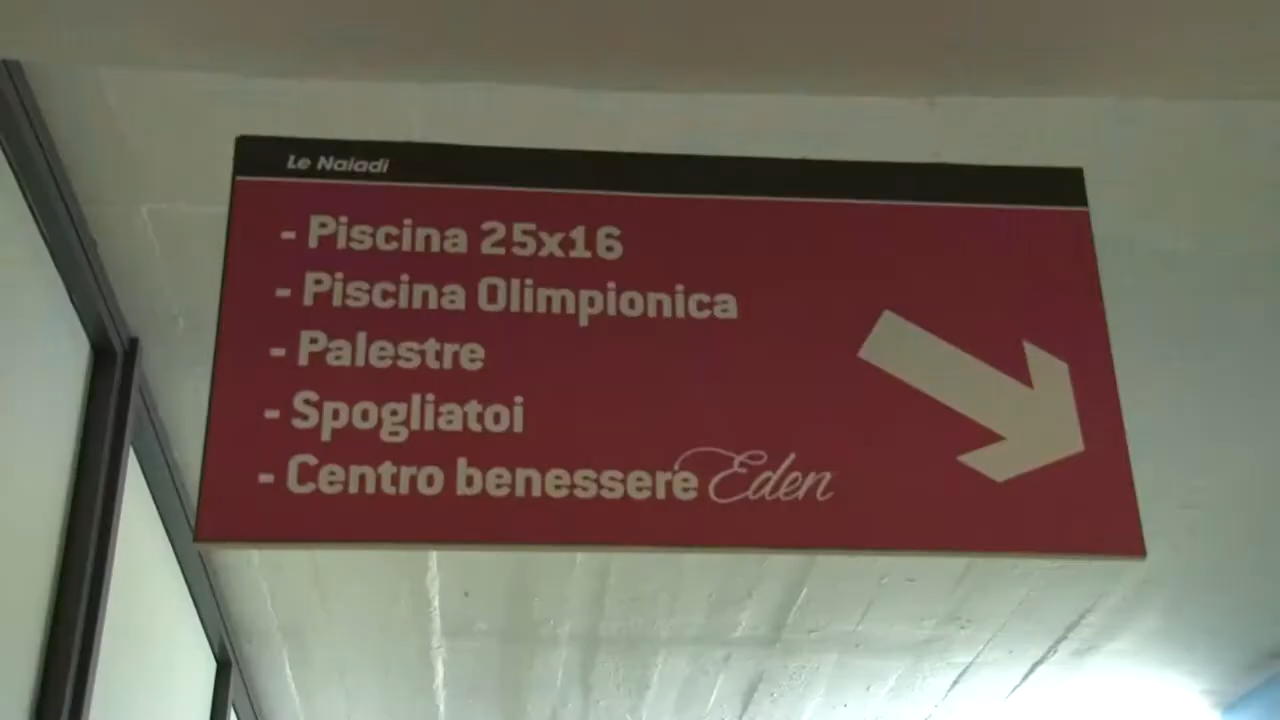 Le Naiadi
- Piscina 25x16
- Piscina Olimpionica
- Palestre
- Spogliatoi
- Centro benessere Eden